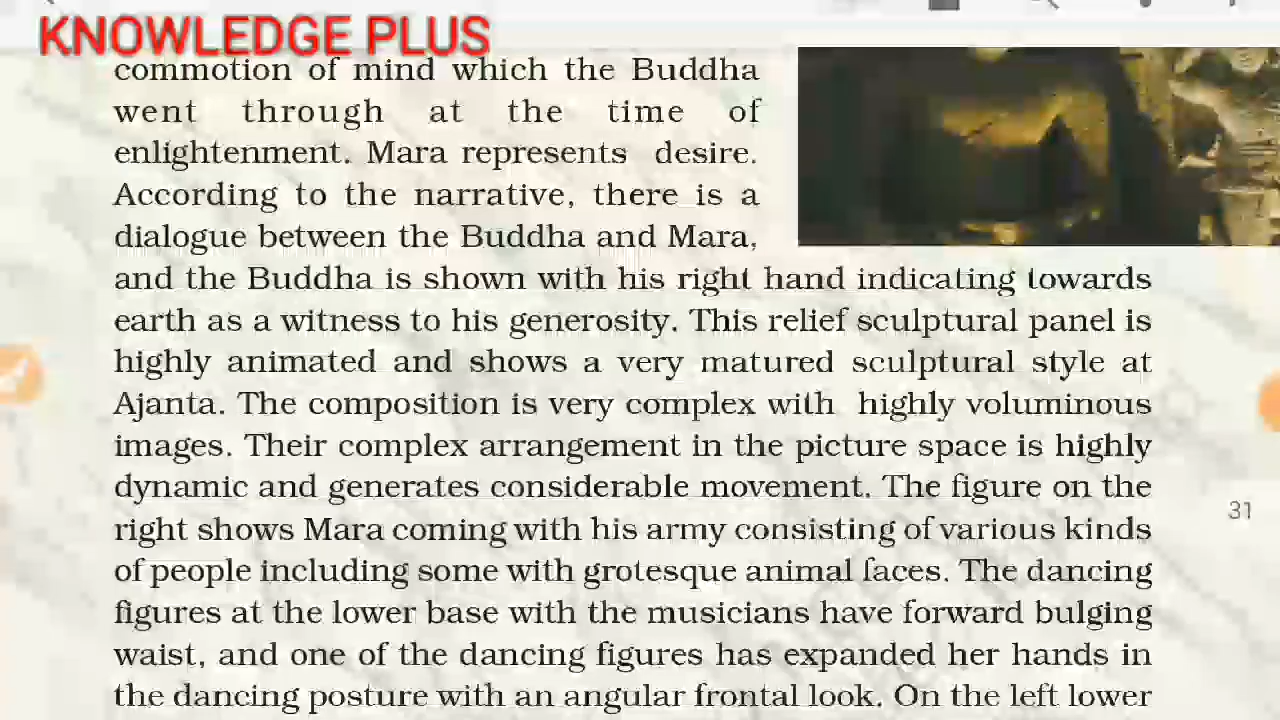 KNOWLEDGE PLUS
commotion of mind which the Buddha
went through at the time of
enlightenment. Mara represents desire.
According to the narrative, there is a
dialogue between the Buddha and Mara,
and the Buddha is shown with his right hand indicating towards
earth as a witness to his generosity. This relief sculptural panel is
highly animated and shows a very matured sculptural style at
Ajanta. The composition is very complex with highly voluminous
images. Their complex arrangement in the picture space is highly
dynamic and generates considerable movement. The figure on the
31
right shows Mara coming with his army consisting of various kinds
of people including some with grotesque animal faces. The dancing
figures at the lower base with the musicians have forward bulging
waist, and one of the dancing figures has expanded her hands in
the dancing posture with an angular frontal look. On the left lower